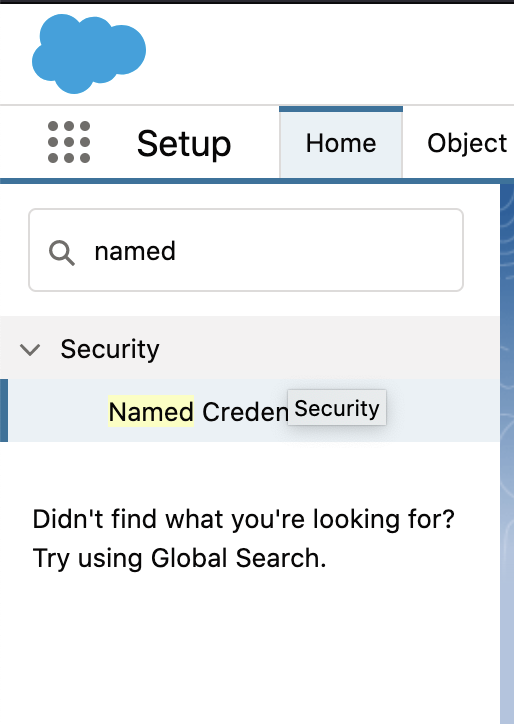 Setup
Home
Object
named
Security
Named Creden
Security
Didn't find what you're looking for?
Try using Global Search.